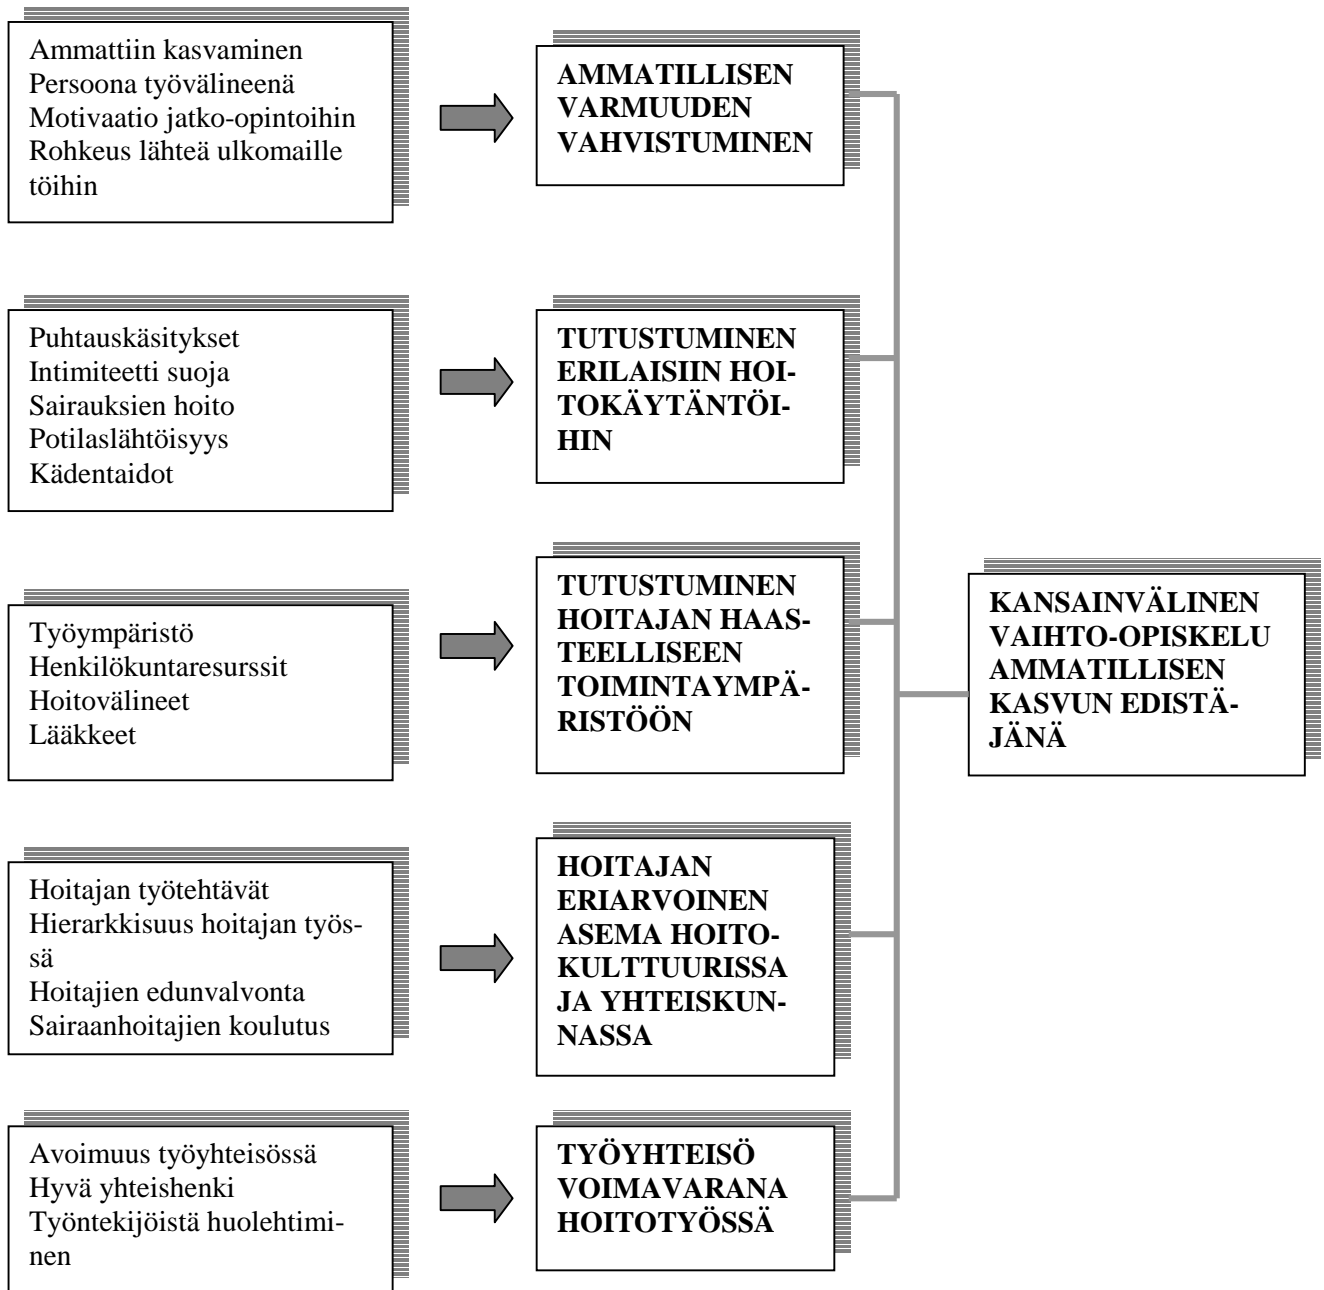 Ammattiin kasvaminen
Persoona työvälineenä
Motivaatio jatko-opintoihin
Rohkeus lähteä ulkomaille
töihin
AMMATILLISEN
VARMUUDEN
VAHVISTUMINEN
Puhtauskäsitykset
Intimiteetti suoja
Sairauksien hoito
Potilaslähtöisyys
Kädentaidot
TUTUSTUMINEN
ERILAISIIN HOI-
TOKÄYTÄNTÖI-
HIN
Työympäristö
Henkilökuntaresurssit
Hoitovälineet
Lääkkeet
TUTUSTUMINEN
HOITAJAN HAAS-
TEELLISEEN
TOIMINTAYMPÄ-
RISTÖÖN
KANSAINVÄLINEN
VAIHTO-OPISKELU
AMMATILLISEN
KASVUN EDISTÄ-
JÄNÄ
Hoitajan työtehtävät
Hierarkkisuus hoitajan työs-
sä
Hoitajien edunvalvonta
Sairaanhoitajien koulutus
HOITAJAN
ERIARVOINEN
ASEMA HOITO-
KULTTUURISSA
JA YHTEISKUN-
NASSA
Avoimuus työyhteisössä
Hyvä yhteishenki
Työntekijöistä huolehtimi-
nen
TYÖYHTEISÖ
VOIMAVARANA
HOITOTYÖSSÄ